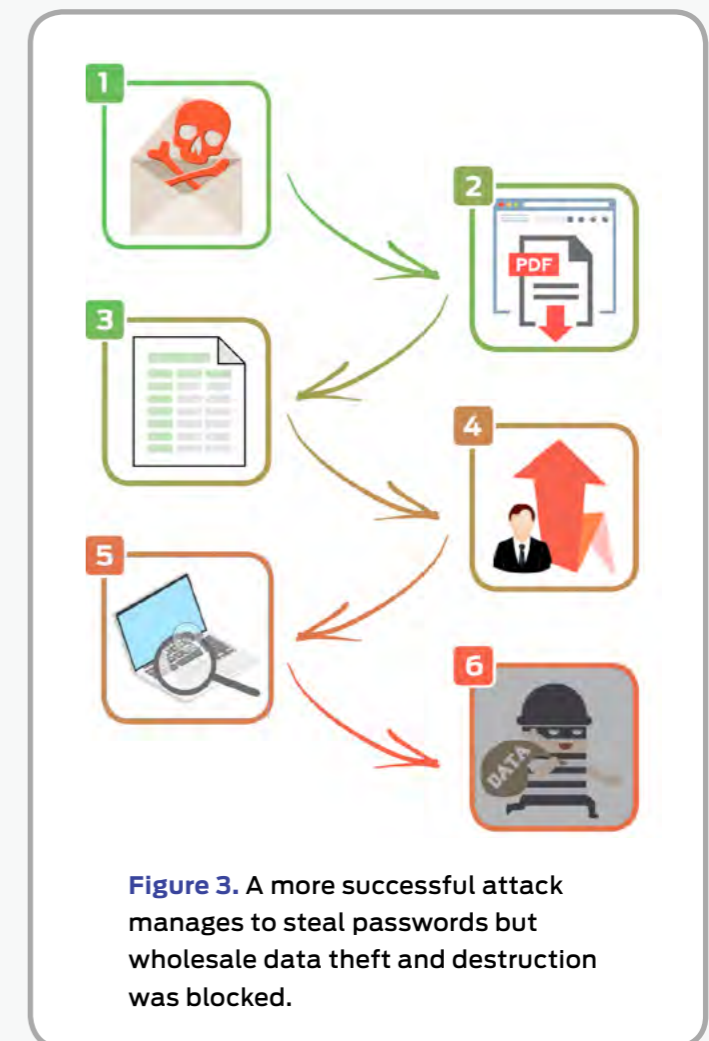 1
2
PDF
3
4
5
6
DATA
Figure 3. A more successful attack
manages to steal passwords but
wholesale data theft and destruction
was blocked.